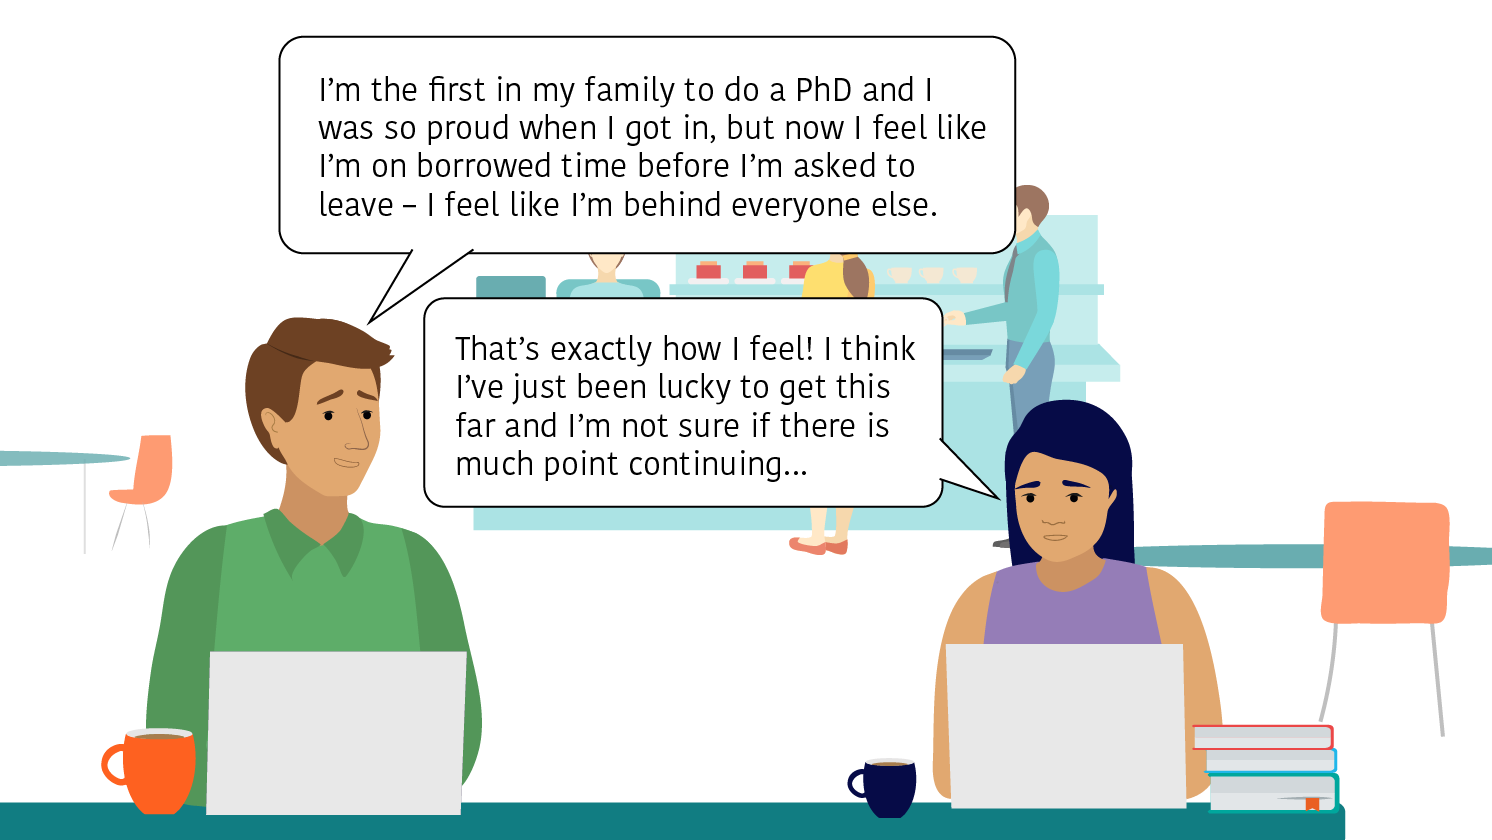 I’m the first in my family to do a PhD and I
was so proud when I got in, but now I feel like
I’m on borrowed time before I’m asked to
leave – I feel like I’m behind everyone else.
That’s exactly how I feel! I think
I’ve just been lucky to get this
far and I’m not sure if there is
much point continuing...